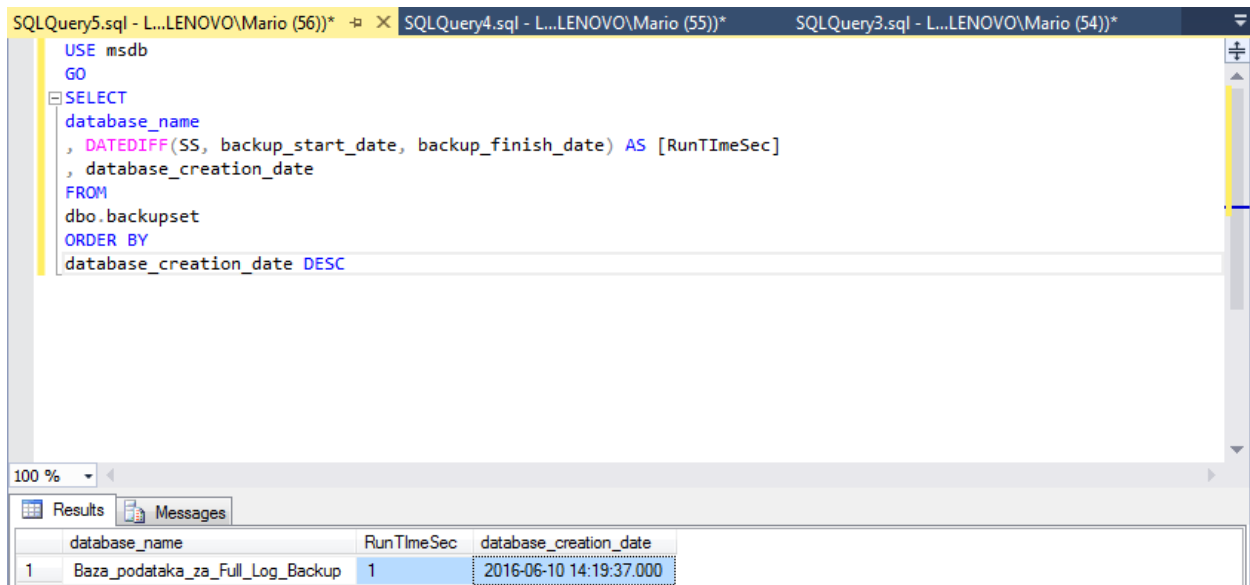 SQLQuery5.sql - L...LENOVO\Mario (56))* SQLQuery4.sql - L...LENOVO\Mario (55))* SQLQuery3.sql - L...LENOVO\Mario (54))*
USE msdb
GO
SELECT
database_name
, DATEDIFF(SS, backup_start_date, backup_finish_date) AS [RunTImeSec]
, database_creation_date
FROM
dbo.backupset
ORDER BY
database_creation_date DESC
100 %
Results Messages
database_name RunTImeSec database_creation_date
1 Baza_podataka_za_Full_Log_Backup 1 2016-06-10 14:19:37.000